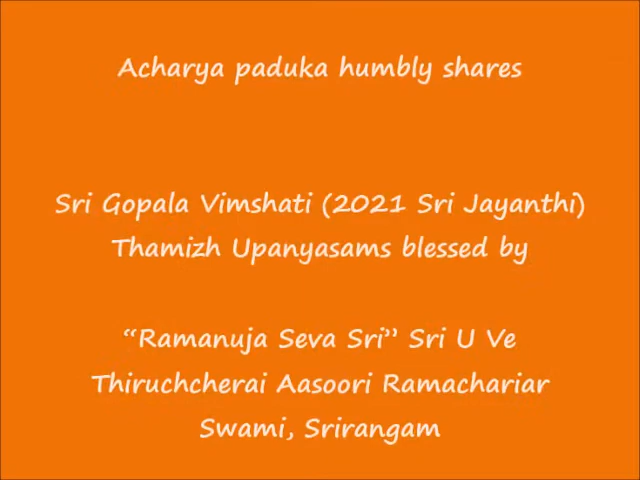 Acharya paduka humbly shares
Sri Gopala Vimshati (2021 Sri Jayanthi)
Thamizh Upanyasams blessed by
“Ramanuja Seva Sri” Sri U Ve
Thiruchcherai Aasoori Ramachariar
Swami, Srirangam